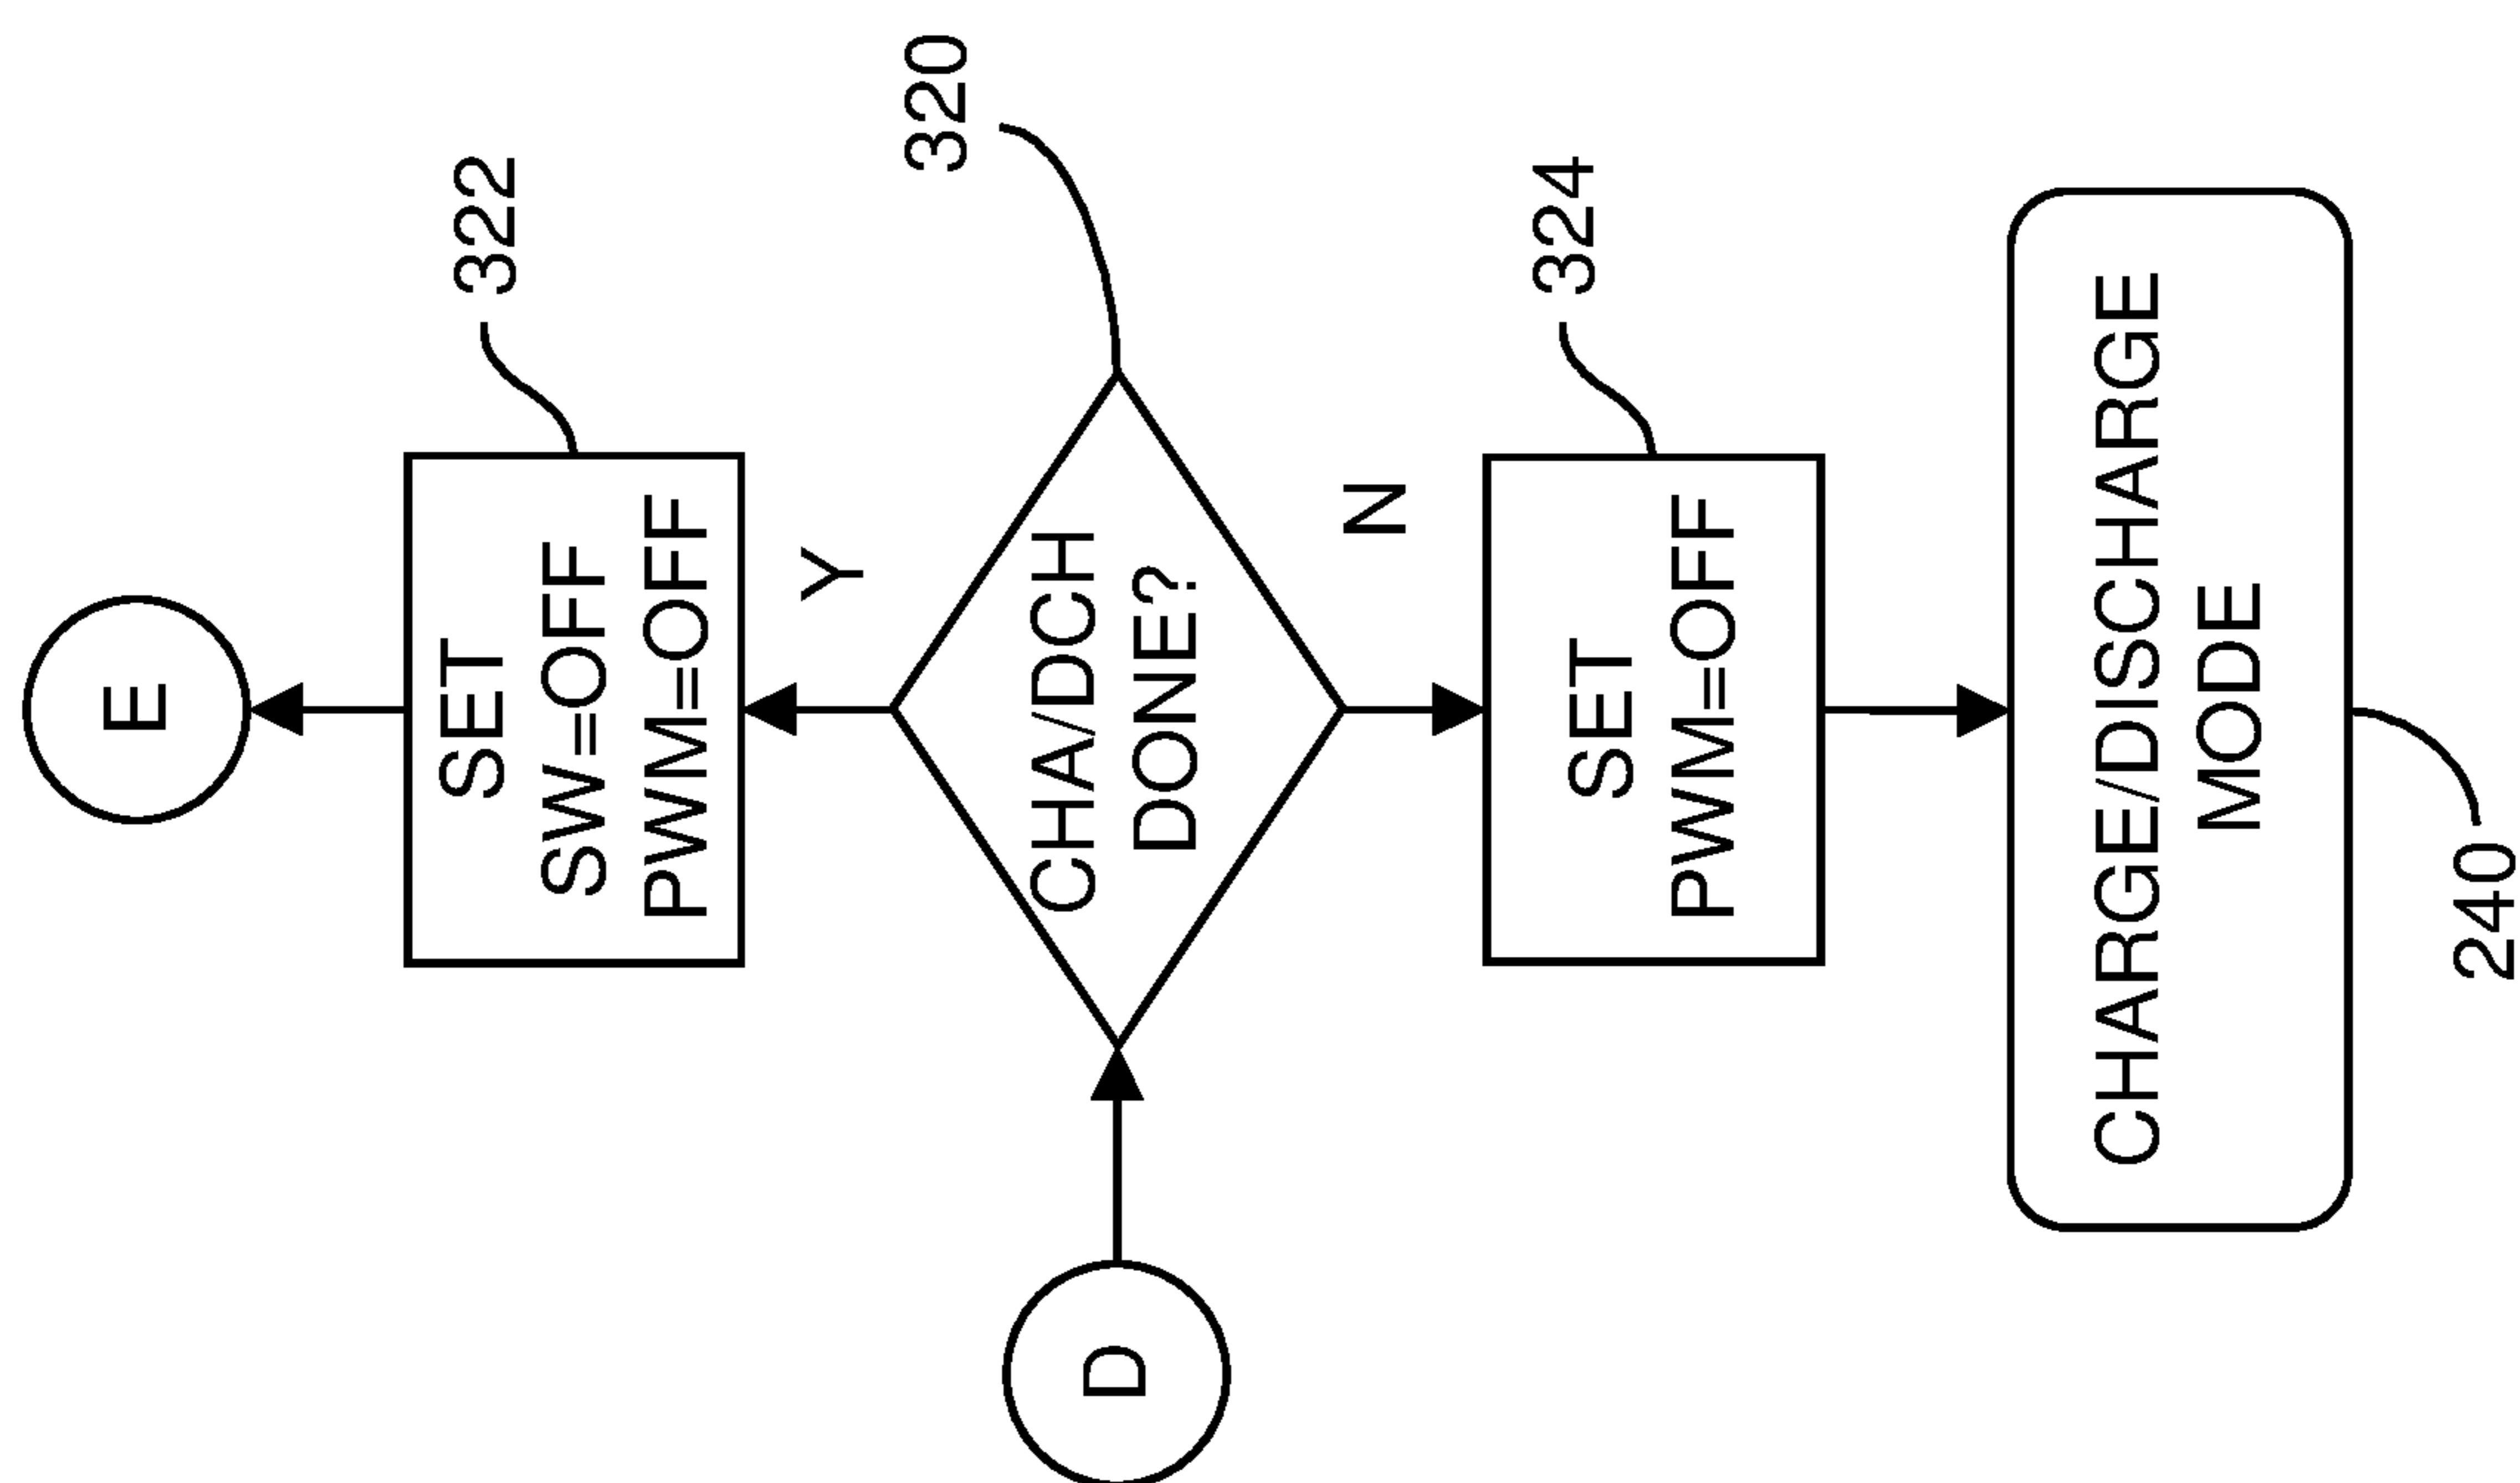 E
322
SET
SW=OFF
PWM=OFF
Y
320
CHA/DCH
DONE?
D
N
324
SET
PWM=OFF
CHARGE/DISCHARGE
MODE
240